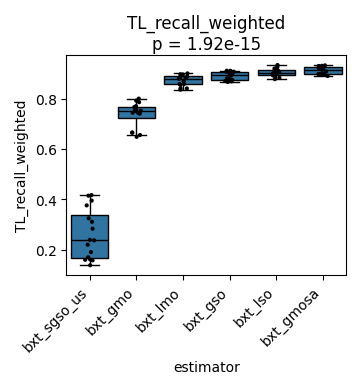 TL_recall_weighted
p = 1.92e-15
TL_recall_weighted
0.8
0.6
0.4
0.2
bxt_sgso_us
bxt_gmo
bxt_lmo
bxt_gso
bxt_lso
bxt_gmosa
estimator